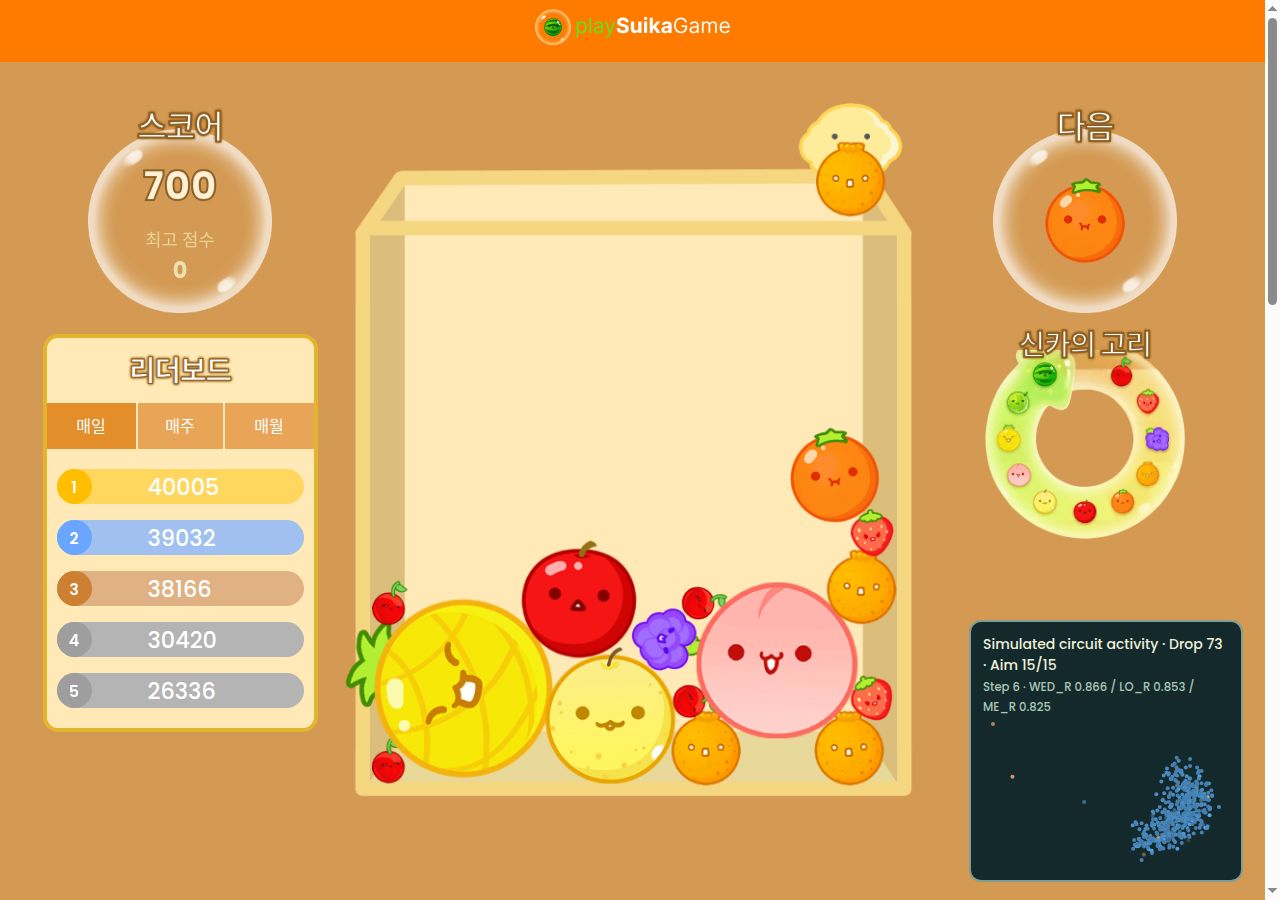 playSuikaGame
스코어
700
최고 점수
0
다음
리더보드
매일 매주 매월
1 40005
2 39032
3 38166
4 30420
5 26336
신카의 고리
Simulated circuit activity · Drop 73
· Aim 15/15
Step 6 · WED_R 0.866 / LO_R 0.853 /
ME_R 0.825